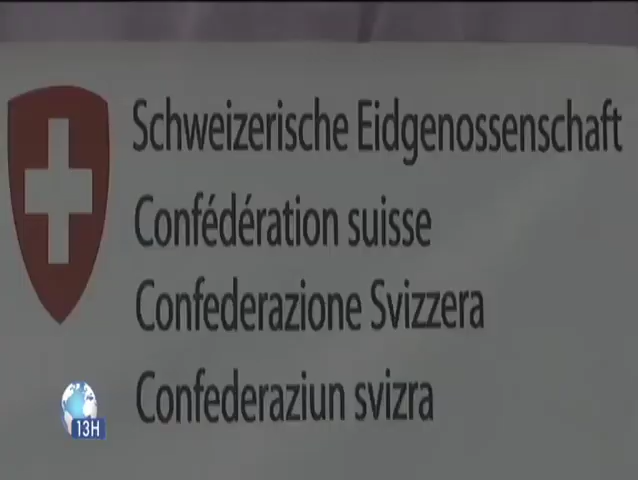 Schweizerische Eidgenossenschaft
Confédération suisse
Confederazione Svizzera
Confederaziun svizra
13H